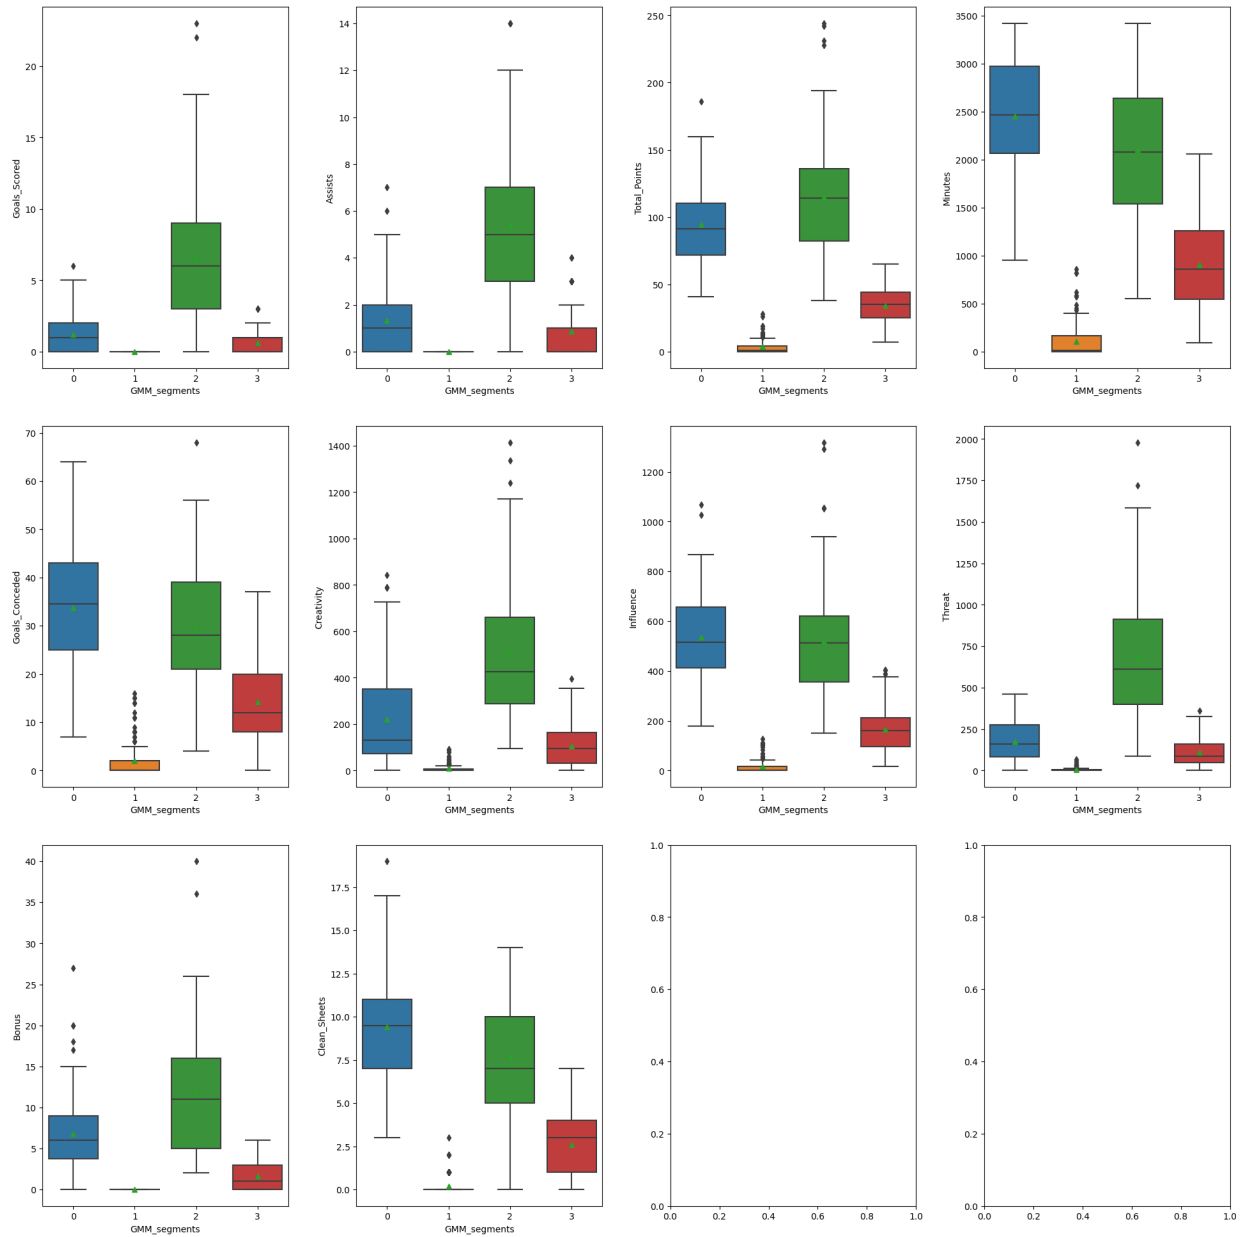 Goals_Scored
20
15
10
5
0
0 1 2 3
GMM_segments
Assists
14
12
10
8
6
4
2
0
0 1 2 3
GMM_segments
Total_Points
250
200
150
100
50
0
0 1 2 3
GMM_segments
Minutes
3500
3000
2500
2000
1500
1000
500
0
0 1 2 3
GMM_segments
Goals_Conceded
70
60
50
40
30
20
10
0
0 1 2 3
GMM_segments
Creativity
1400
1200
1000
800
600
400
200
0
0 1 2 3
GMM_segments
Influence
1200
1000
800
600
400
200
0
0 1 2 3
GMM_segments
Threat
2000
1750
1500
1250
1000
750
500
250
0
0 1 2 3
GMM_segments
Bonus
40
35
30
25
20
15
10
5
0
0 1 2 3
GMM_segments
Clean_Sheets
17.5
15.0
12.5
10.0
7.5
5.0
2.5
0.0
0 1 2 3
GMM_segments
1.0
0.8
0.6
0.4
0.2
0.0
0.0 0.2 0.4 0.6 0.8 1.0
1.0
0.8
0.6
0.4
0.2
0.0
0.0 0.2 0.4 0.6 0.8 1.0